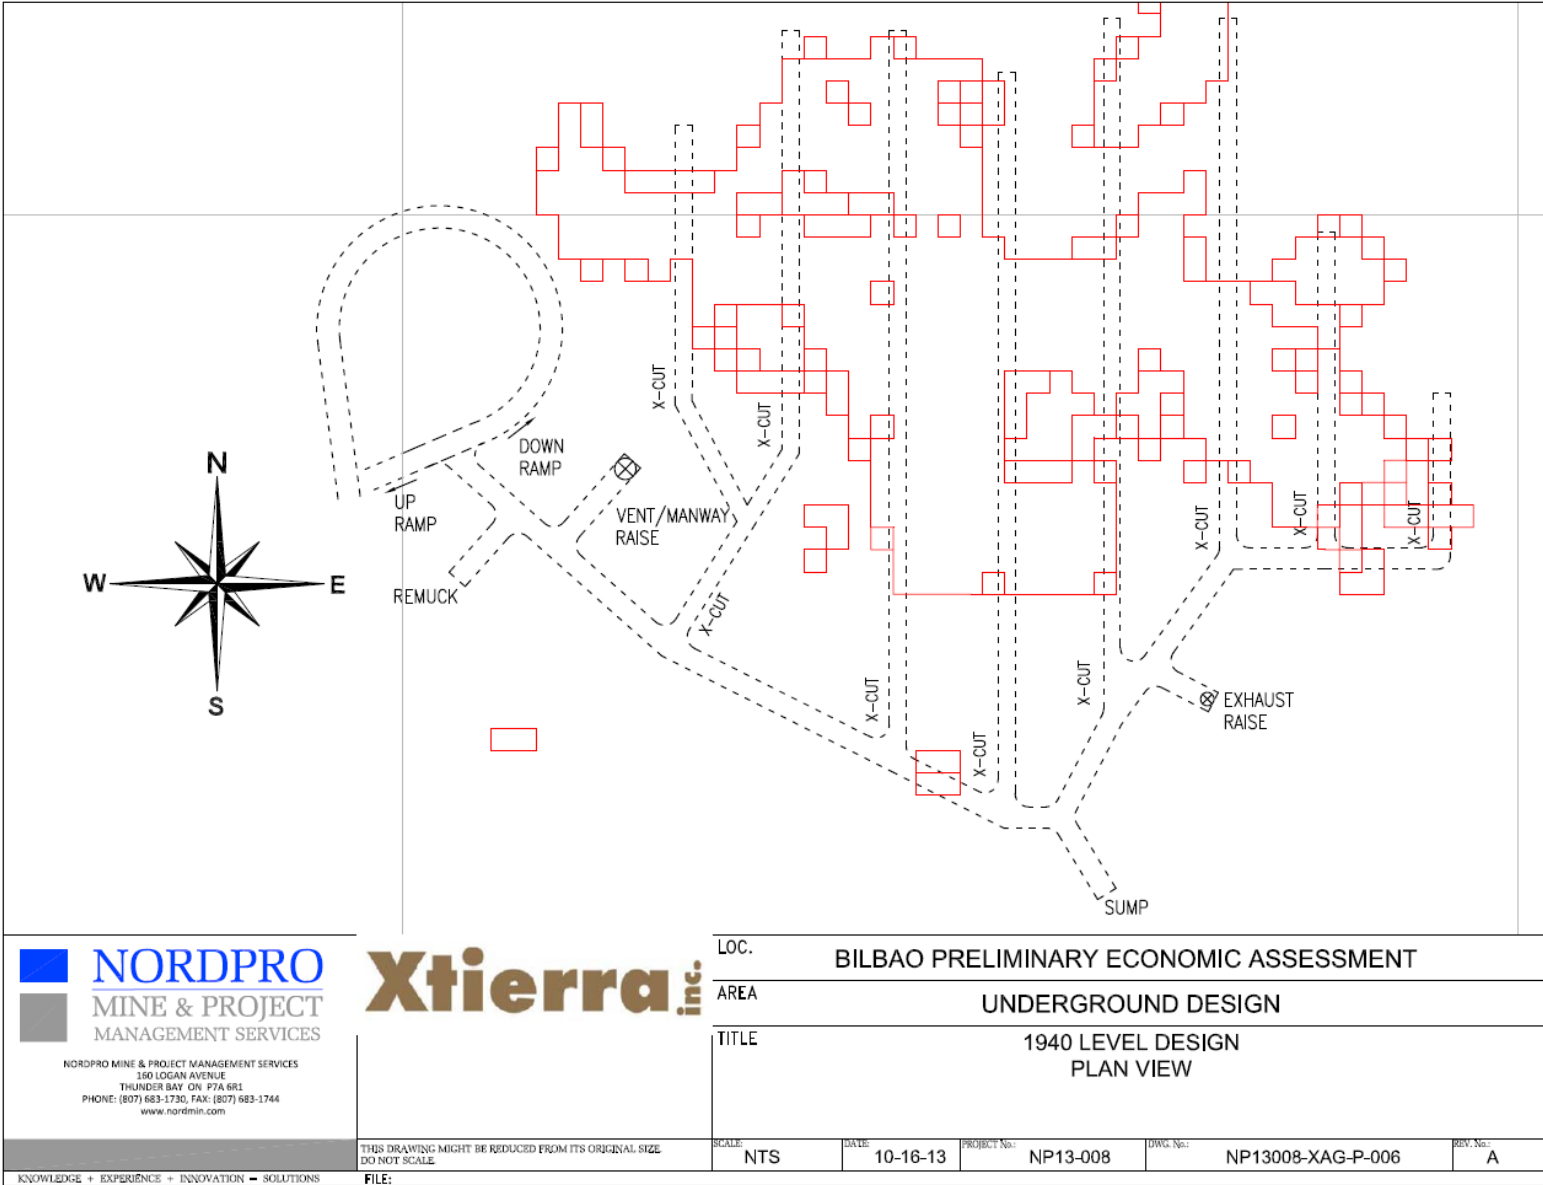 X-CUT
X-CUT
DOWN
RAMP
N
UP
RAMP
VENT/MANWAY
RAISE
X-CUT
X-CUT
X-CUT
W
E
REMUCK
X-CUT
S
X-CUT
X-CUT
EXHAUST
RAISE
X-CUT
SUMP
NORDPRO
MINE & PROJECT
MANAGEMENT SERVICES
NORDPRO MINE & PROJECT MANAGEMENT SERVICES
160 LOGAN AVENUE
THUNDER BAY ON P7A 6R1
PHONE: (807) 683-1730, FAX: (807) 683-1744
www.nordmin.com
KNOWLEDGE + EXPERIENCE + INNOVATION = SOLUTIONS
Xtierra inc.
THIS DRAWING MIGHT BE REDUCED FROM ITS ORIGINAL SIZE.
DO NOT SCALE
FILE:
LOC. BILBAO PRELIMINARY ECONOMIC ASSESSMENT
AREA UNDERGROUND DESIGN
TITLE 1940 LEVEL DESIGN
PLAN VIEW
SCALE: NTS
DATE: 10-16-13
PROJECT No.: NP13-008
DWG. No.: NP13008-XAG-P-006
REV. No.: A